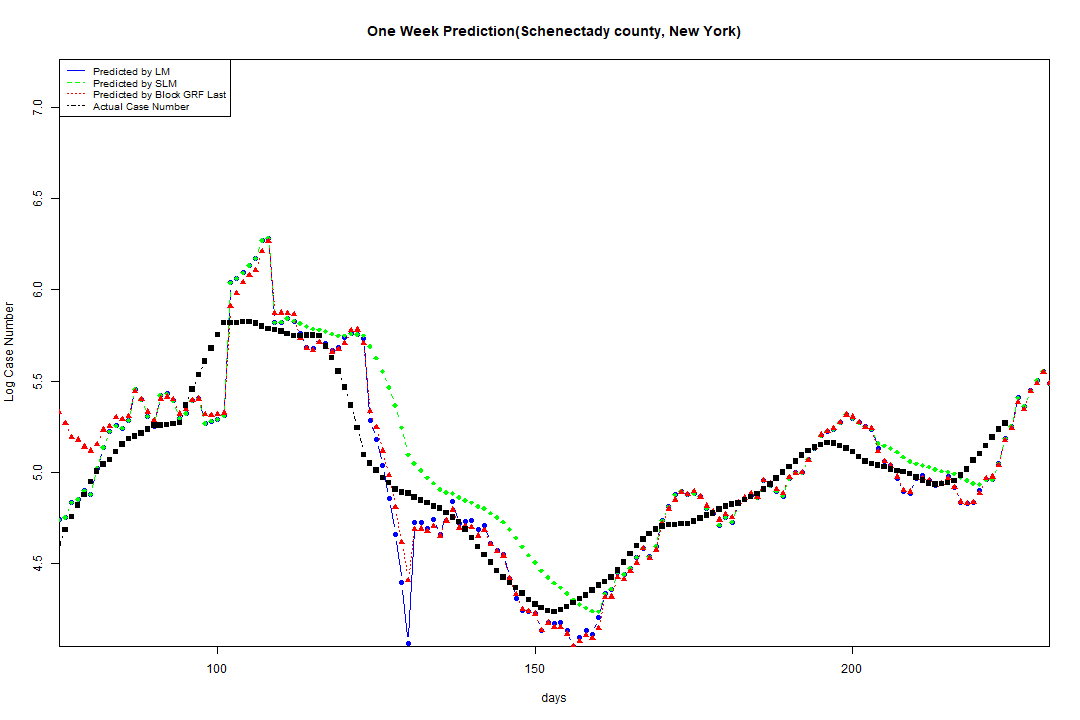 One Week Prediction(Schenectady county, New York)
Predicted by LM
Predicted by SLM
Predicted by Block GRF Last
Actual Case Number
7.0
6.5
6.0
5.5
5.0
4.5
Log Case Number
100
150
200
days